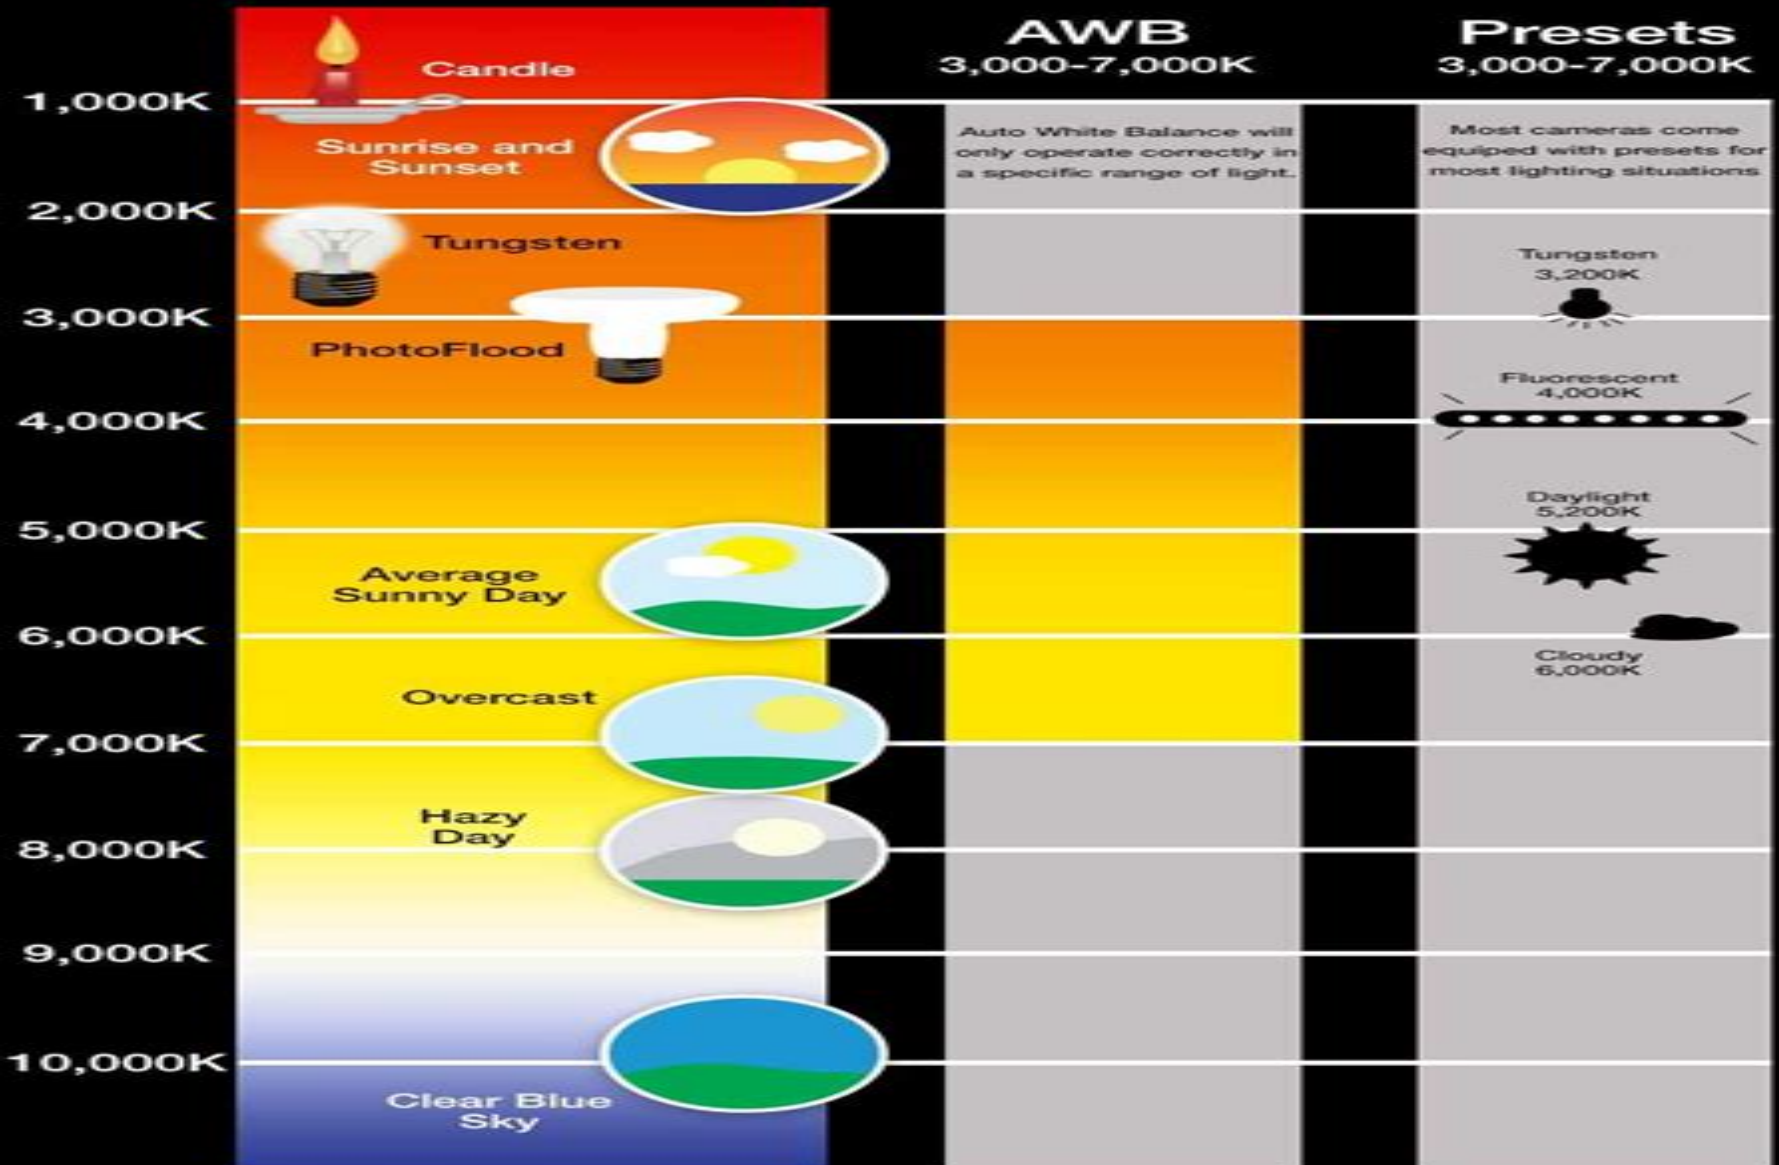 AWB
3,000-7,000K
Presets
3,000-7,000K
Candle
1,000K
Sunrise and
Sunset
Auto White Balance will
only operate correctly in
a specific range of light.
Most cameras come
equiped with presets for
most lighting situations
2,000K
Tungsten
Tungsten
3,200K
3,000K
PhotoFlood
Fluorescent
4,000K
4,000K
Daylight
5,200K
5,000K
Average
Sunny Day
6,000K
Cloudy
6,000K
Overcast
7,000K
Hazy
Day
8,000K
9,000K
10,000K
Clear Blue
Sky